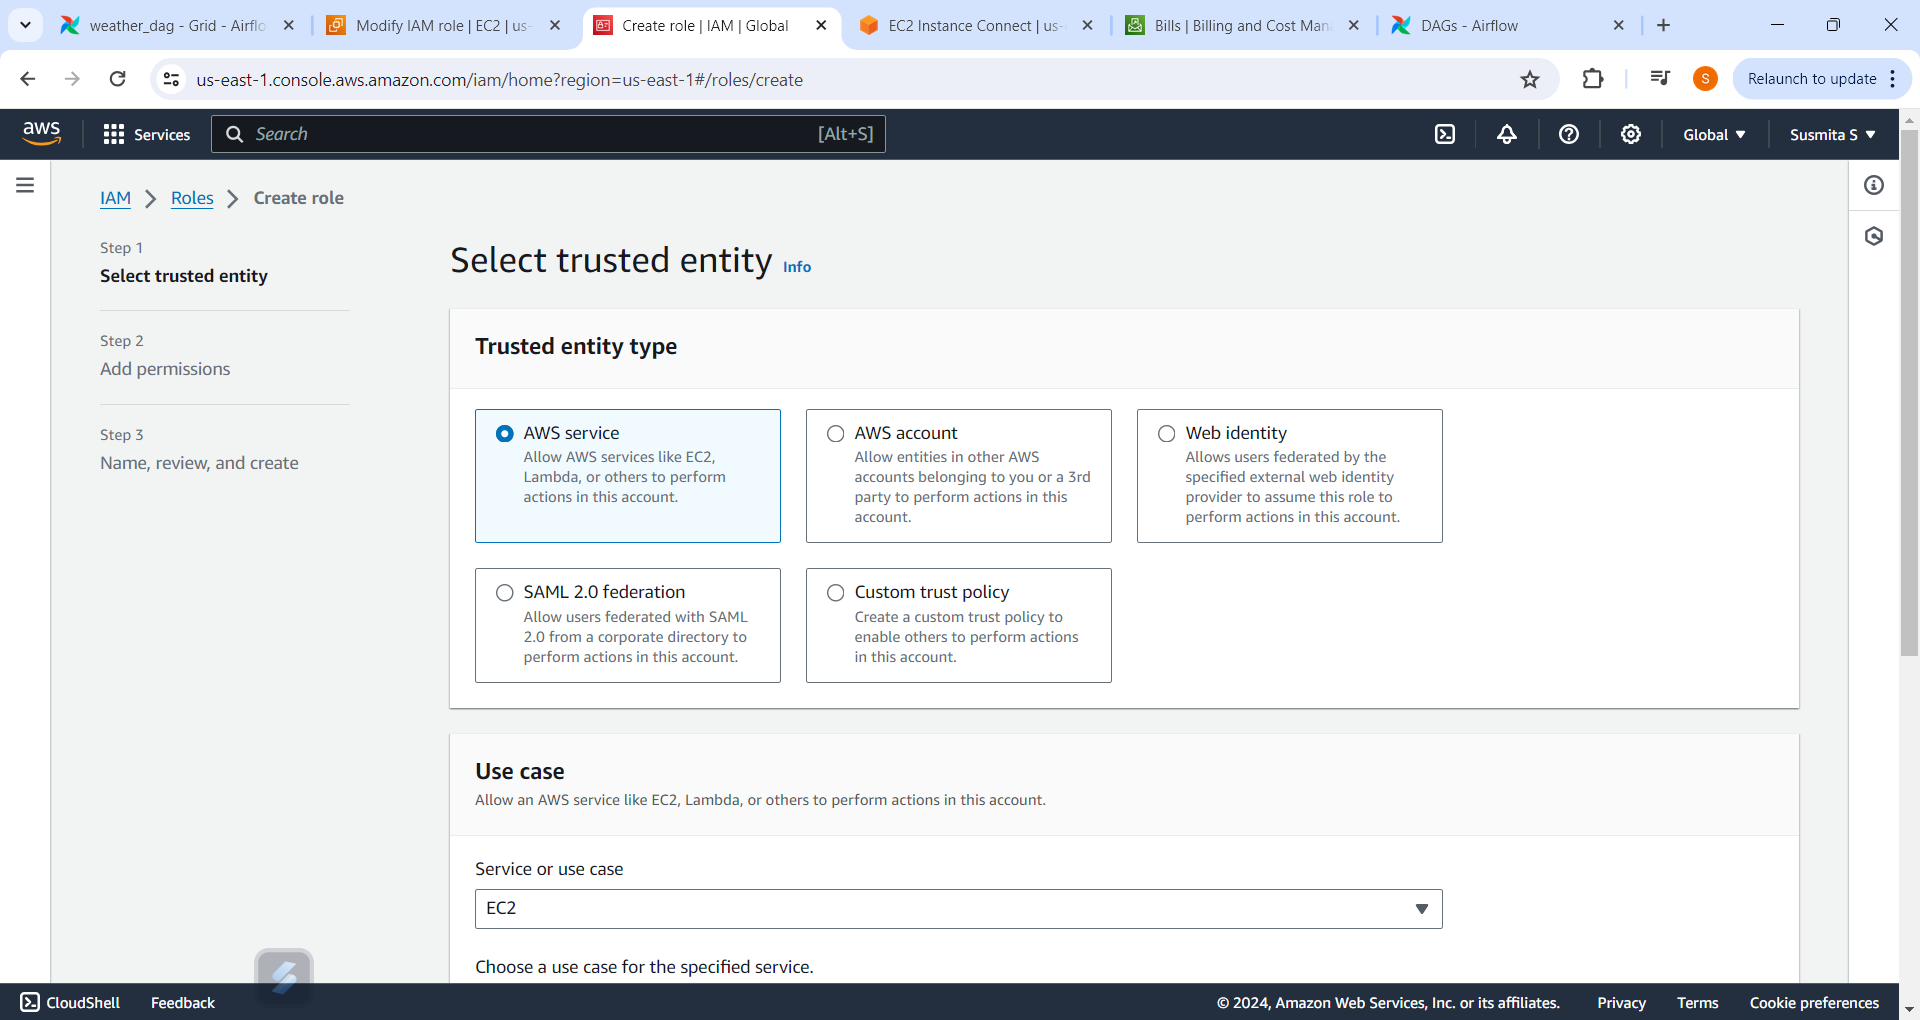 weather_dag - Grid - Airflo
Modify IAM role | EC2 | us-
Create role | IAM | Global
EC2 Instance Connect | us-
Bills | Billing and Cost Man
DAGs - Airflow
us-east-1.console.aws.amazon.com/iam/home?region=us-east-1#/roles/create
S
Relaunch to update
aws
Services
Search
[Alt+S]
Global
Susmita S
IAM
Roles
Create role
Step 1
Select trusted entity
Step 2
Add permissions
Step 3
Name, review, and create
Select trusted entity Info
Trusted entity type
AWS service
Allow AWS services like EC2,
Lambda, or others to perform
actions in this account.
AWS account
Allow entities in other AWS
accounts belonging to you or a 3rd
party to perform actions in this
account.
Web identity
Allows users federated by the
specified external web identity
provider to assume this role to
perform actions in this account.
SAML 2.0 federation
Allow users federated with SAML
2.0 from a corporate directory to
perform actions in this account.
Custom trust policy
Create a custom trust policy to
enable others to perform actions
in this account.
Use case
Allow an AWS service like EC2, Lambda, or others to perform actions in this account.
Service or use case
EC2
Choose a use case for the specified service.
CloudShell
Feedback
© 2024, Amazon Web Services, Inc. or its affiliates.
Privacy
Terms
Cookie preferences